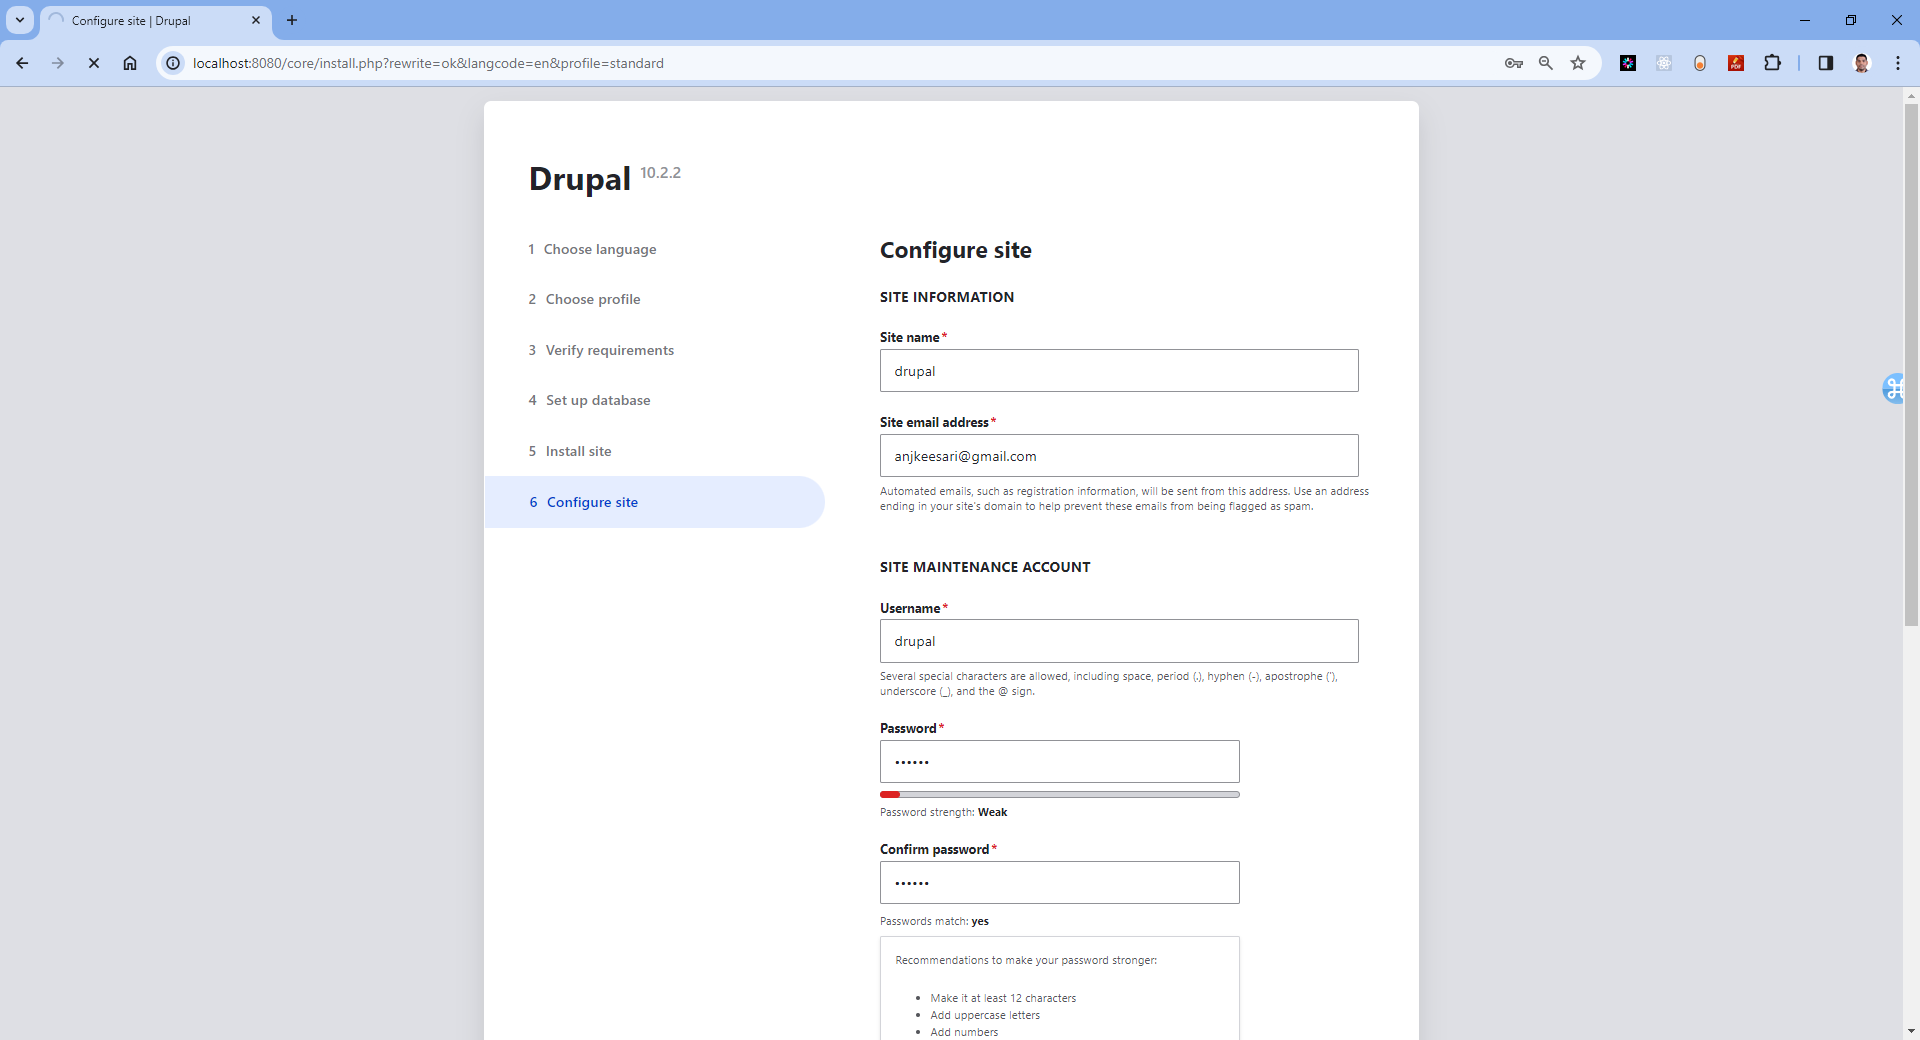 Configure site | Drupal
localhost:8080/core/install.php?rewrite=ok&langcode=en&profile=standard
PDF
Drupal 10.2.2
1 Choose language
2 Choose profile
3 Verify requirements
4 Set up database
5 Install site
6 Configure site
Configure site
SITE INFORMATION
Site name*
drupal
Site email address*
anjkeesari@gmail.com
Automated emails, such as registration information, will be sent from this address. Use an address
ending in your site's domain to help prevent these emails from being flagged as spam.
SITE MAINTENANCE ACCOUNT
Username*
drupal
Several special characters are allowed, including space, period (.), hyphen (-), apostrophe ('),
underscore (_), and the @ sign.
Password*
••••••
Password strength: Weak
Confirm password*
••••••
Passwords match: yes
Recommendations to make your password stronger:
• Make it at least 12 characters
• Add uppercase letters
• Add numbers